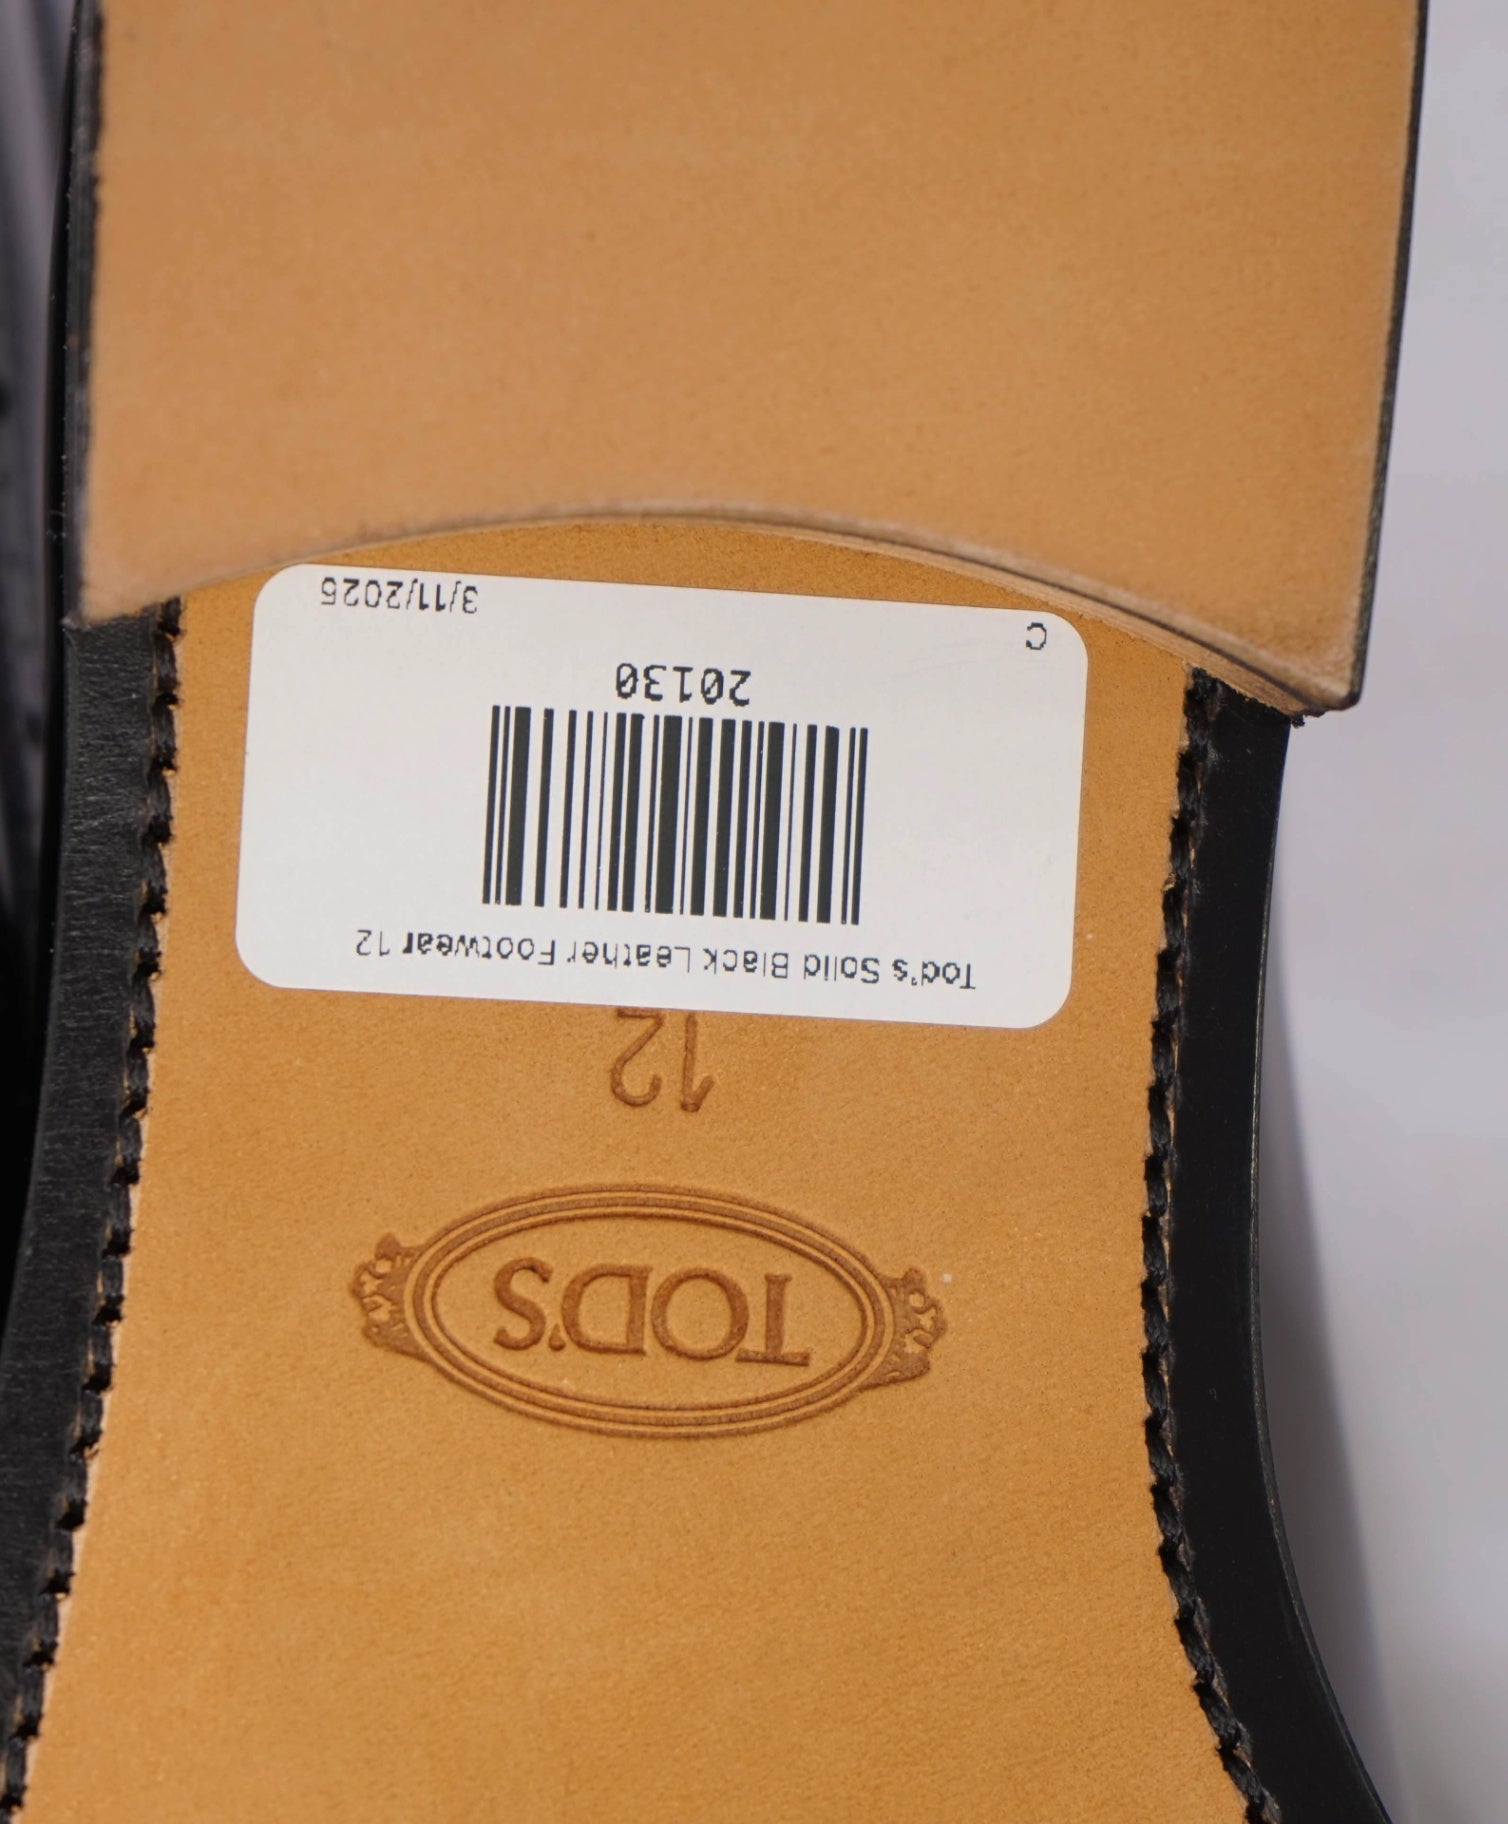 TOD'S
12
Tod's Solid Black Leather Footwear 12
20130
C
3/11/2025